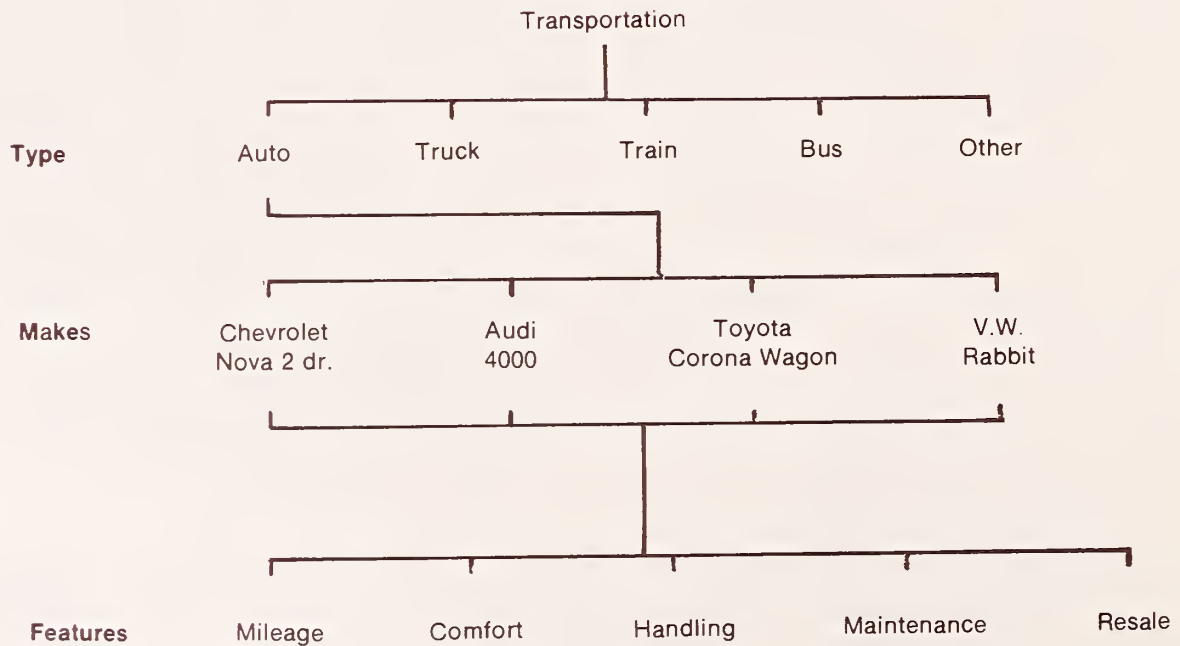 Transportation
Type Auto Truck Train Bus Other
Makes Chevrolet Nova 2 dr. Audi 4000 Toyota Corona Wagon V.W. Rabbit
Features Mileage Comfort Handling Maintenance Resale